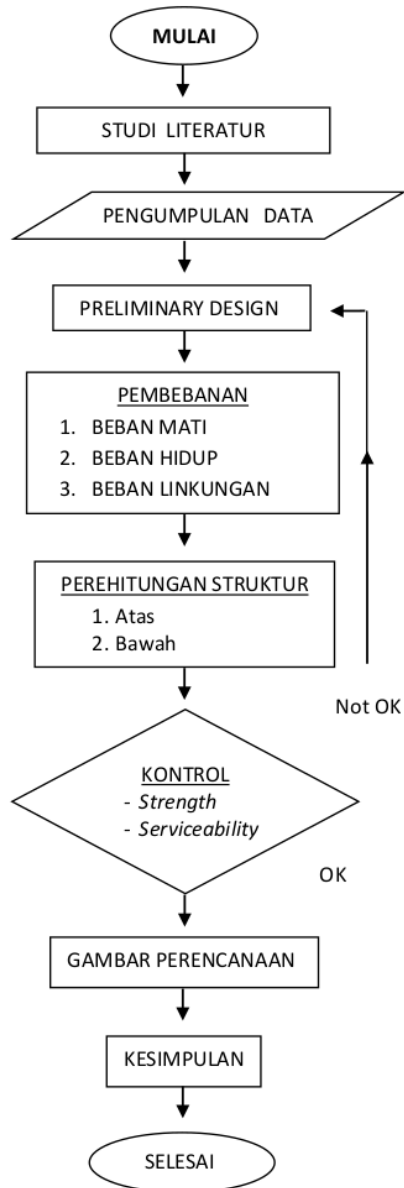 MULAI
STUDI LITERATUR
PENGUMPULAN DATA
PRELIMINARY DESIGN
PEMBEBANAN
1. BEBAN MATI
2. BEBAN HIDUP
3. BEBAN LINKUNGAN
PEREHITUNGAN STRUKTUR
1. Atas
2. Bawah
Not OK
KONTROL
- Strength
- Serviceability
OK
GAMBAR PERENCANAAN
KESIMPULAN
SELESAI